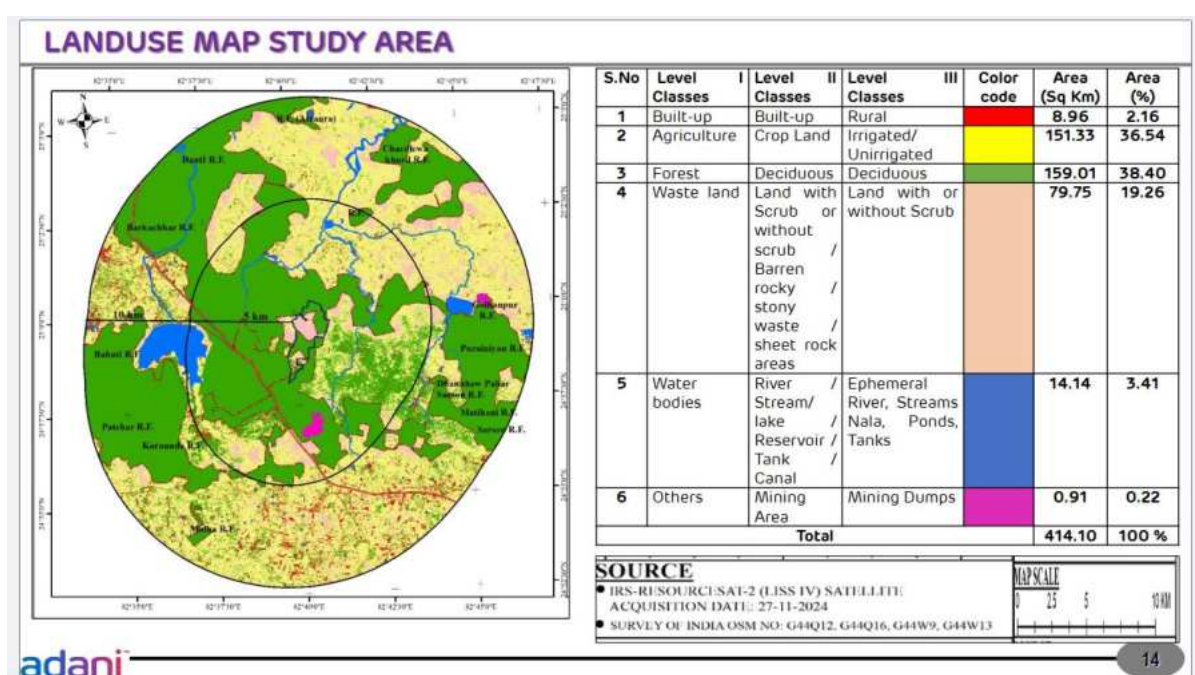 LANDUSE MAP STUDY AREA
N
W E
S
Danti R.F.
Barkachhar R.F.
R.F.
10 km
5 km
R.F.
Patehar R.F.
S.No Level I Classes Level II Classes Level III Classes Color code Area (Sq Km) Area (%)
1 Built-up Built-up Rural 8.96 2.16
2 Agriculture Crop Land Irrigated/ Unirrigated 151.33 36.54
3 Forest Deciduous Deciduous 159.01 38.40
4 Waste land Land with Scrub or without scrub / Barren rocky / stony waste / sheet rock areas Land with or without Scrub 79.75 19.26
5 Water bodies River / Stream/ lake / Reservoir / Tank / Canal Ephemeral River, Streams Nala, Ponds, Tanks 14.14 3.41
6 Others Mining Area Mining Dumps 0.91 0.22
Total 414.10 100 %
SOURCE
IRS-RESOURCESAT-2 (LISS IV) SATELLITE
ACQUISITION DATE: 27-11-2024
SURVEY OF INDIA OSM NO: G44Q12, G44Q16, G44W9, G44W13
MAP SCALE
0 2.5 5 10 KM
adani
14